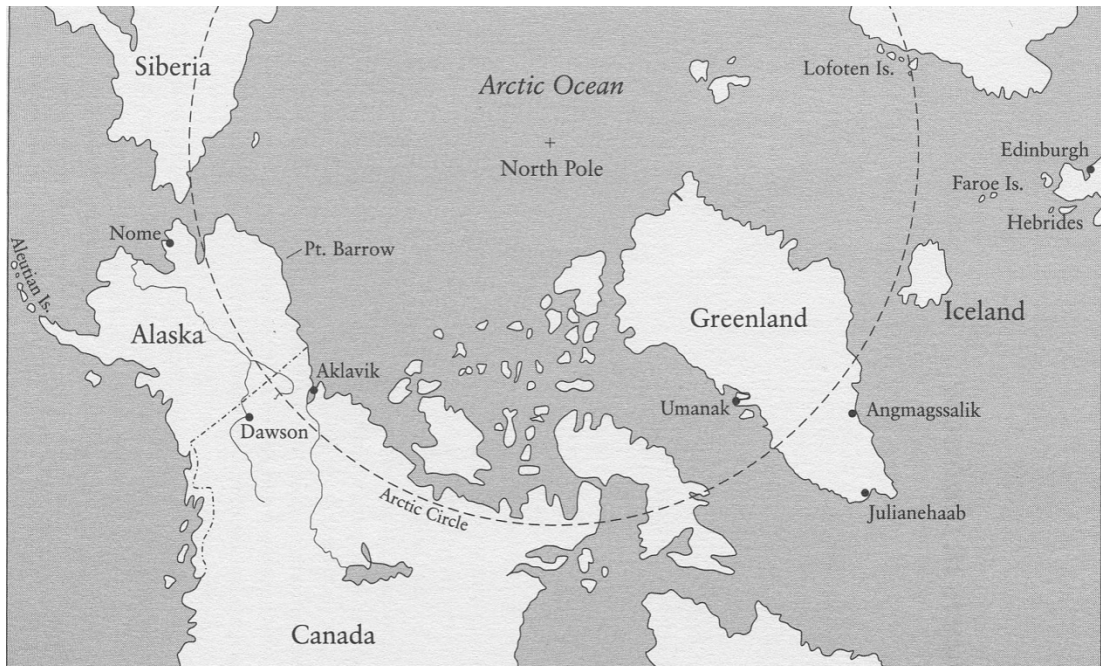 Siberia
Arctic Ocean
Lofoten Is.
North Pole
Edinburgh
Faroe Is.
Hebrides
Nome
Pt. Barrow
Aleutian Is.
Alaska
Greenland
Iceland
Aklavik
Umanak
Angmagssalik
Dawson
Arctic Circle
Julianehaab
Canada